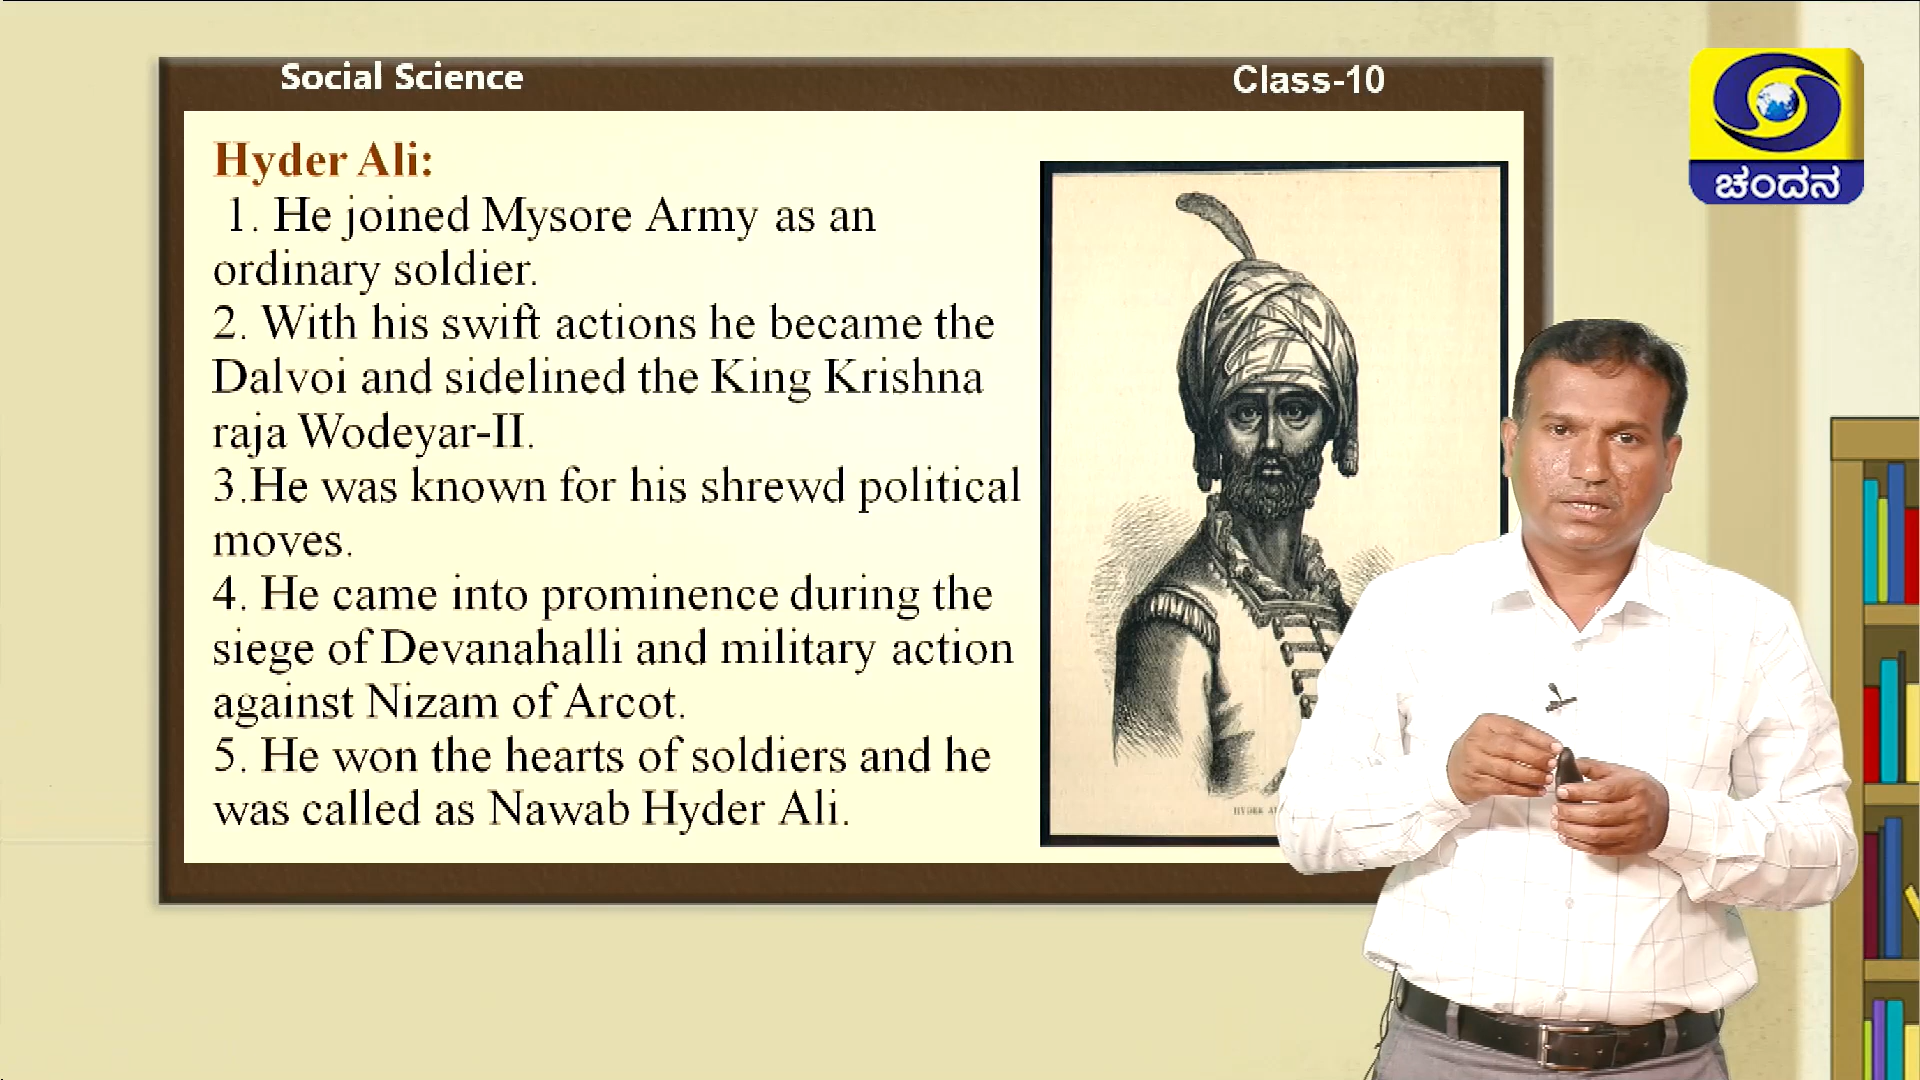 Social Science
Class-10
ಚಂದನ
Hyder Ali:
1. He joined Mysore Army as an
ordinary soldier.
2. With his swift actions he became the
Dalvoi and sidelined the King Krishna
raja Wodeyar-II.
3.He was known for his shrewd political
moves.
4. He came into prominence during the
siege of Devanahalli and military action
against Nizam of Arcot.
5. He won the hearts of soldiers and he
was called as Nawab Hyder Ali.
HYDER